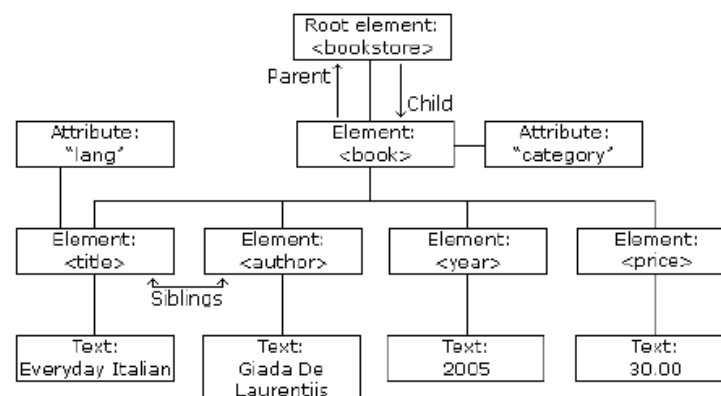 Root element:
<bookstore>
Parent
Child
Attribute:
"lang"
Element:
<book>
Attribute:
"category"
Element:
<title>
Element:
<author>
Element:
<year>
Element:
<price>
Siblings
Text:
Everyday Italian
Text:
Giada De
Laurentiis
Text:
2005
Text:
30.00